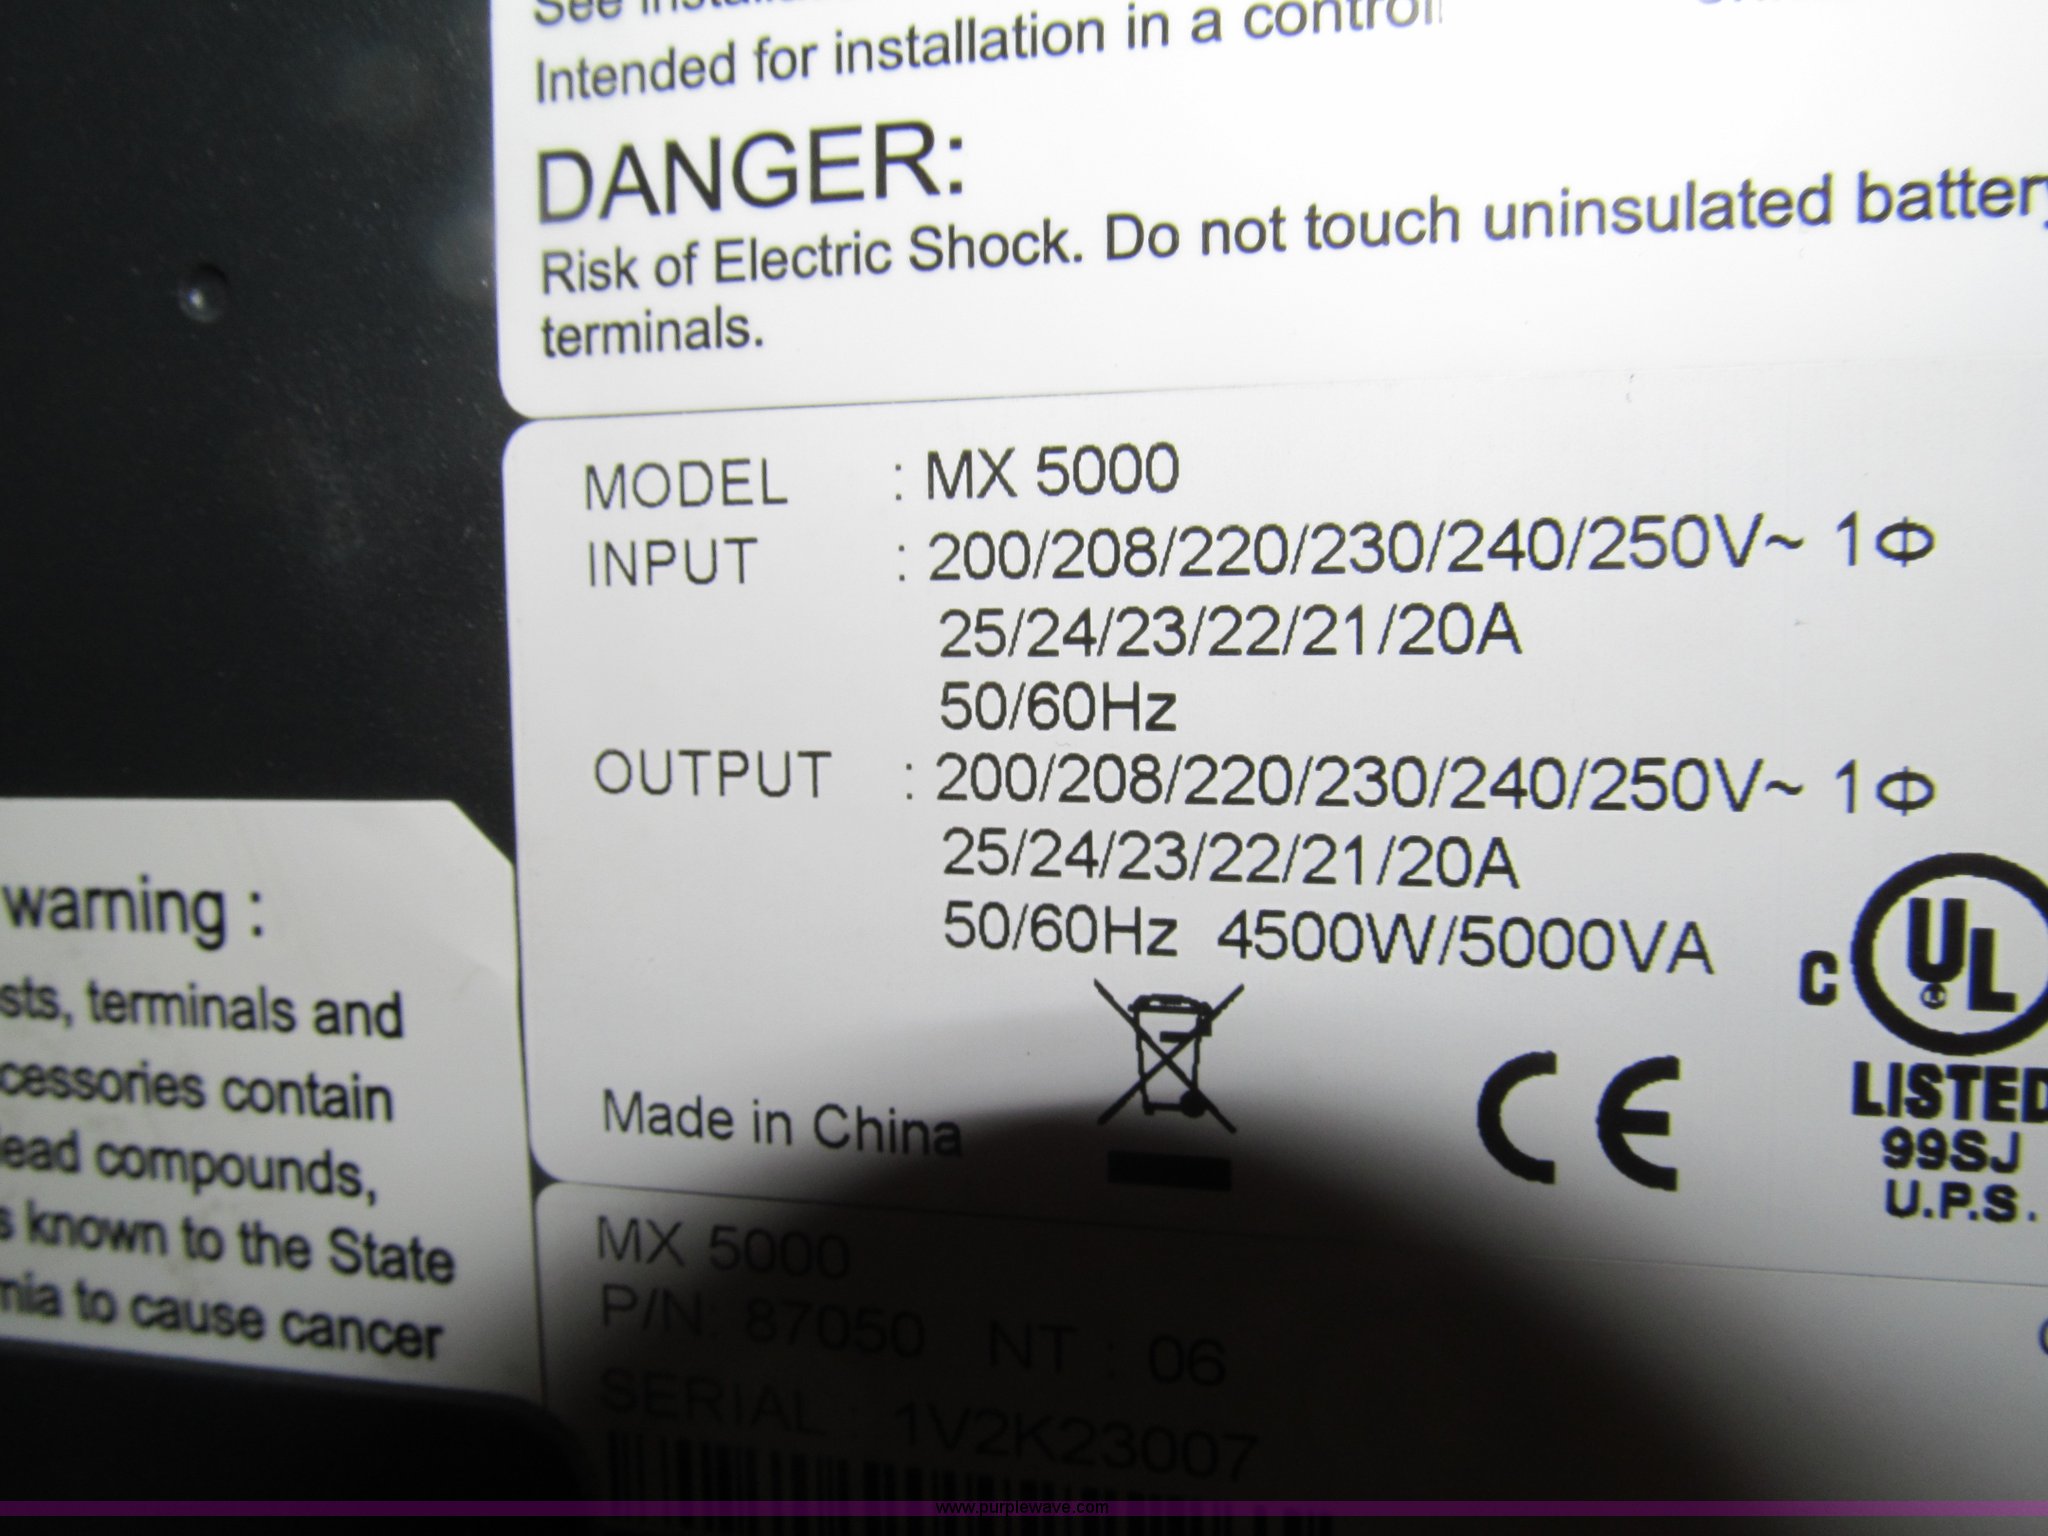 See
Intended for installation in a
DANGER:
Risk of Electric Shock. Do not touch uninsulated battery
terminals.
MODEL : MX 5000
INPUT : 200/208/220/230/240/250V~ 1Φ
25/24/23/22/21/20A
50/60Hz
OUTPUT : 200/208/220/230/240/250V~ 1Φ
25/24/23/22/21/20A
50/60Hz 4500W/5000VA
Made in China
CE
C UL
LISTED
99SJ
U.P.S.
warning :
sts, terminals and
cessories contain
lead compounds,
s known to the State
nia to cause cancer
MX 5000
P/N: 87050 NT : 06
SERIAL : 1V2K23007
www.purplewave.com